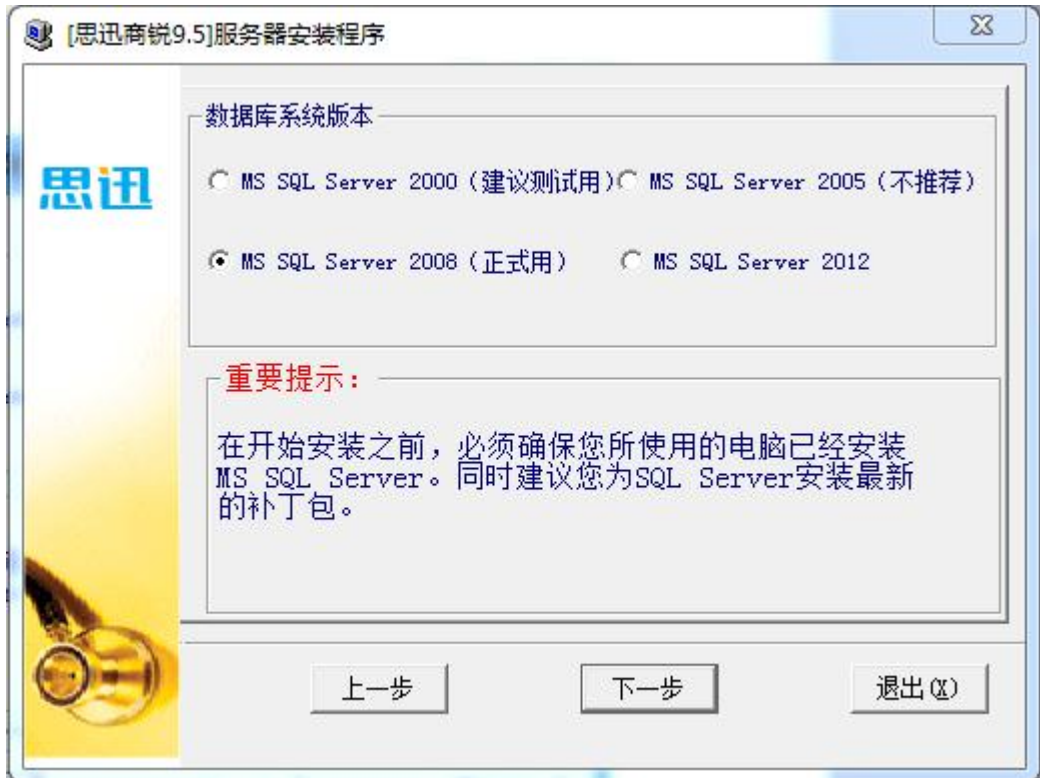 [思迅商锐9.5]服务器安装程序
数据库系统版本
思迅
MS SQL Server 2000（建议测试用） MS SQL Server 2005（不推荐）
MS SQL Server 2008（正式用） MS SQL Server 2012
重要提示：
在开始安装之前，必须确保您所使用的电脑已经安装
MS SQL Server。同时建议您为SQL Server安装最新
的补丁包。
上一步 下一步 退出(X)